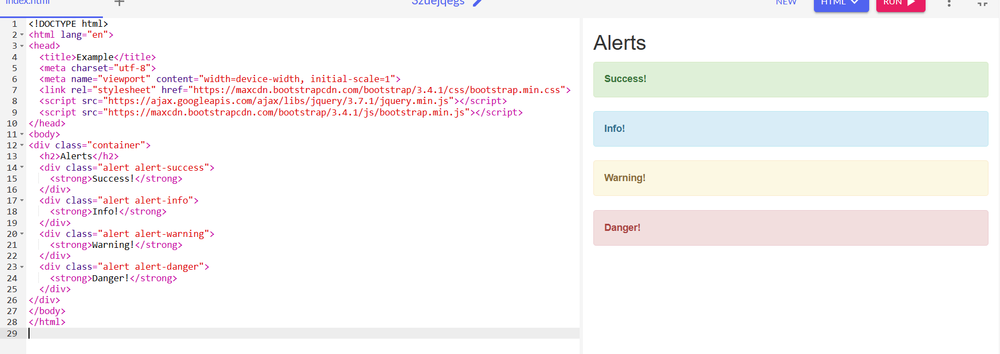 index.html
3zuejqegs
NEW
HTML
RUN
1 <!DOCTYPE html>
2 <html lang="en">
3 <head>
4 <title>Example</title>
5 <meta charset="utf-8">
6 <meta name="viewport" content="width=device-width, initial-scale=1">
7 <link rel="stylesheet" href="https://maxcdn.bootstrapcdn.com/bootstrap/3.4.1/css/bootstrap.min.css">
8 <script src="https://ajax.googleapis.com/ajax/libs/jquery/3.7.1/jquery.min.js"></script>
9 <script src="https://maxcdn.bootstrapcdn.com/bootstrap/3.4.1/js/bootstrap.min.js"></script>
10 </head>
11 <body>
12 <div class="container">
13 <h2>Alerts</h2>
14 <div class="alert alert-success">
15 <strong>Success!</strong>
16 </div>
17 <div class="alert alert-info">
18 <strong>Info!</strong>
19 </div>
20 <div class="alert alert-warning">
21 <strong>Warning!</strong>
22 </div>
23 <div class="alert alert-danger">
24 <strong>Danger!</strong>
25 </div>
26 </div>
27 </body>
28 </html>
29
Alerts
Success!
Info!
Warning!
Danger!